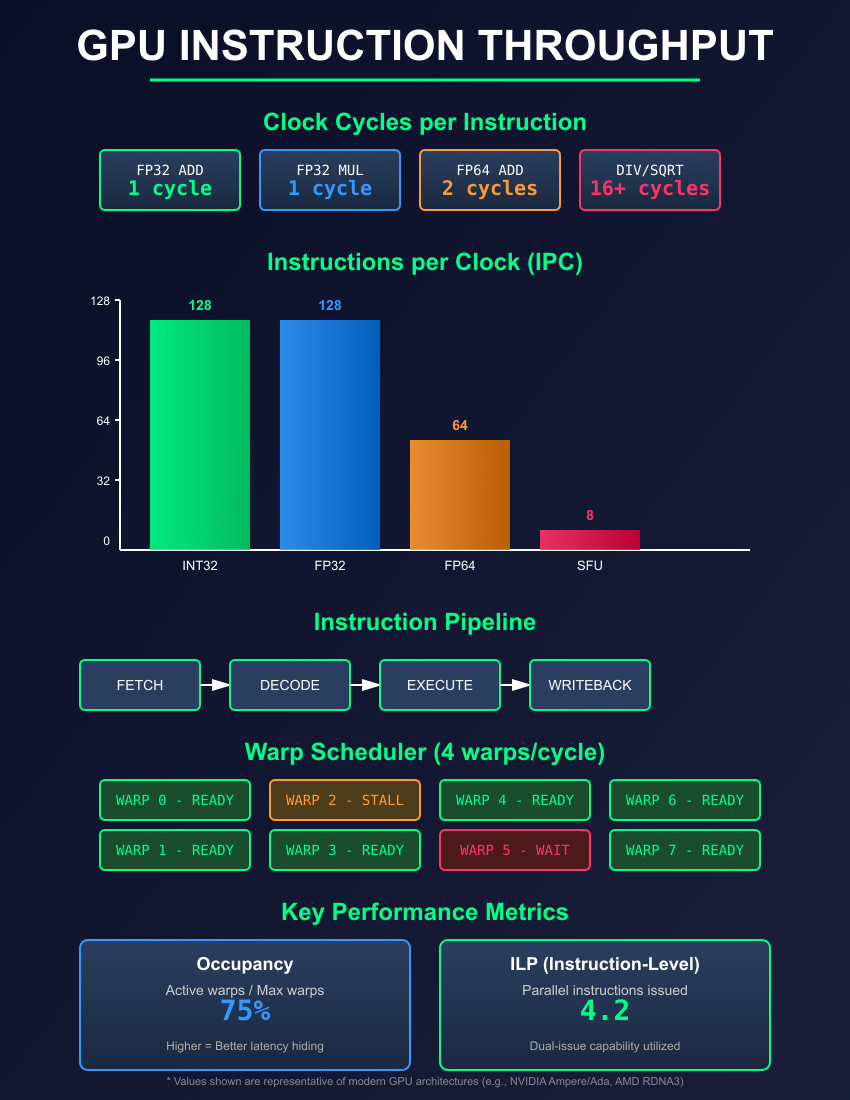 GPU INSTRUCTION THROUGHPUT
Clock Cycles per Instruction
FP32 ADD
1 cycle
FP32 MUL
1 cycle
FP64 ADD
2 cycles
DIV/SQRT
16+ cycles
Instructions per Clock (IPC)
128
96
64
32
0
128
128
64
8
INT32
FP32
FP64
SFU
Instruction Pipeline
FETCH
DECODE
EXECUTE
WRITEBACK
Warp Scheduler (4 warps/cycle)
WARP 0 - READY
WARP 2 - STALL
WARP 4 - READY
WARP 6 - READY
WARP 1 - READY
WARP 3 - READY
WARP 5 - WAIT
WARP 7 - READY
Key Performance Metrics
Occupancy
Active warps / Max warps
75%
Higher = Better latency hiding
ILP (Instruction-Level)
Parallel instructions issued
4.2
Dual-issue capability utilized
* Values shown are representative of modern GPU architectures (e.g., NVIDIA Ampere/Ada, AMD RDNA3)